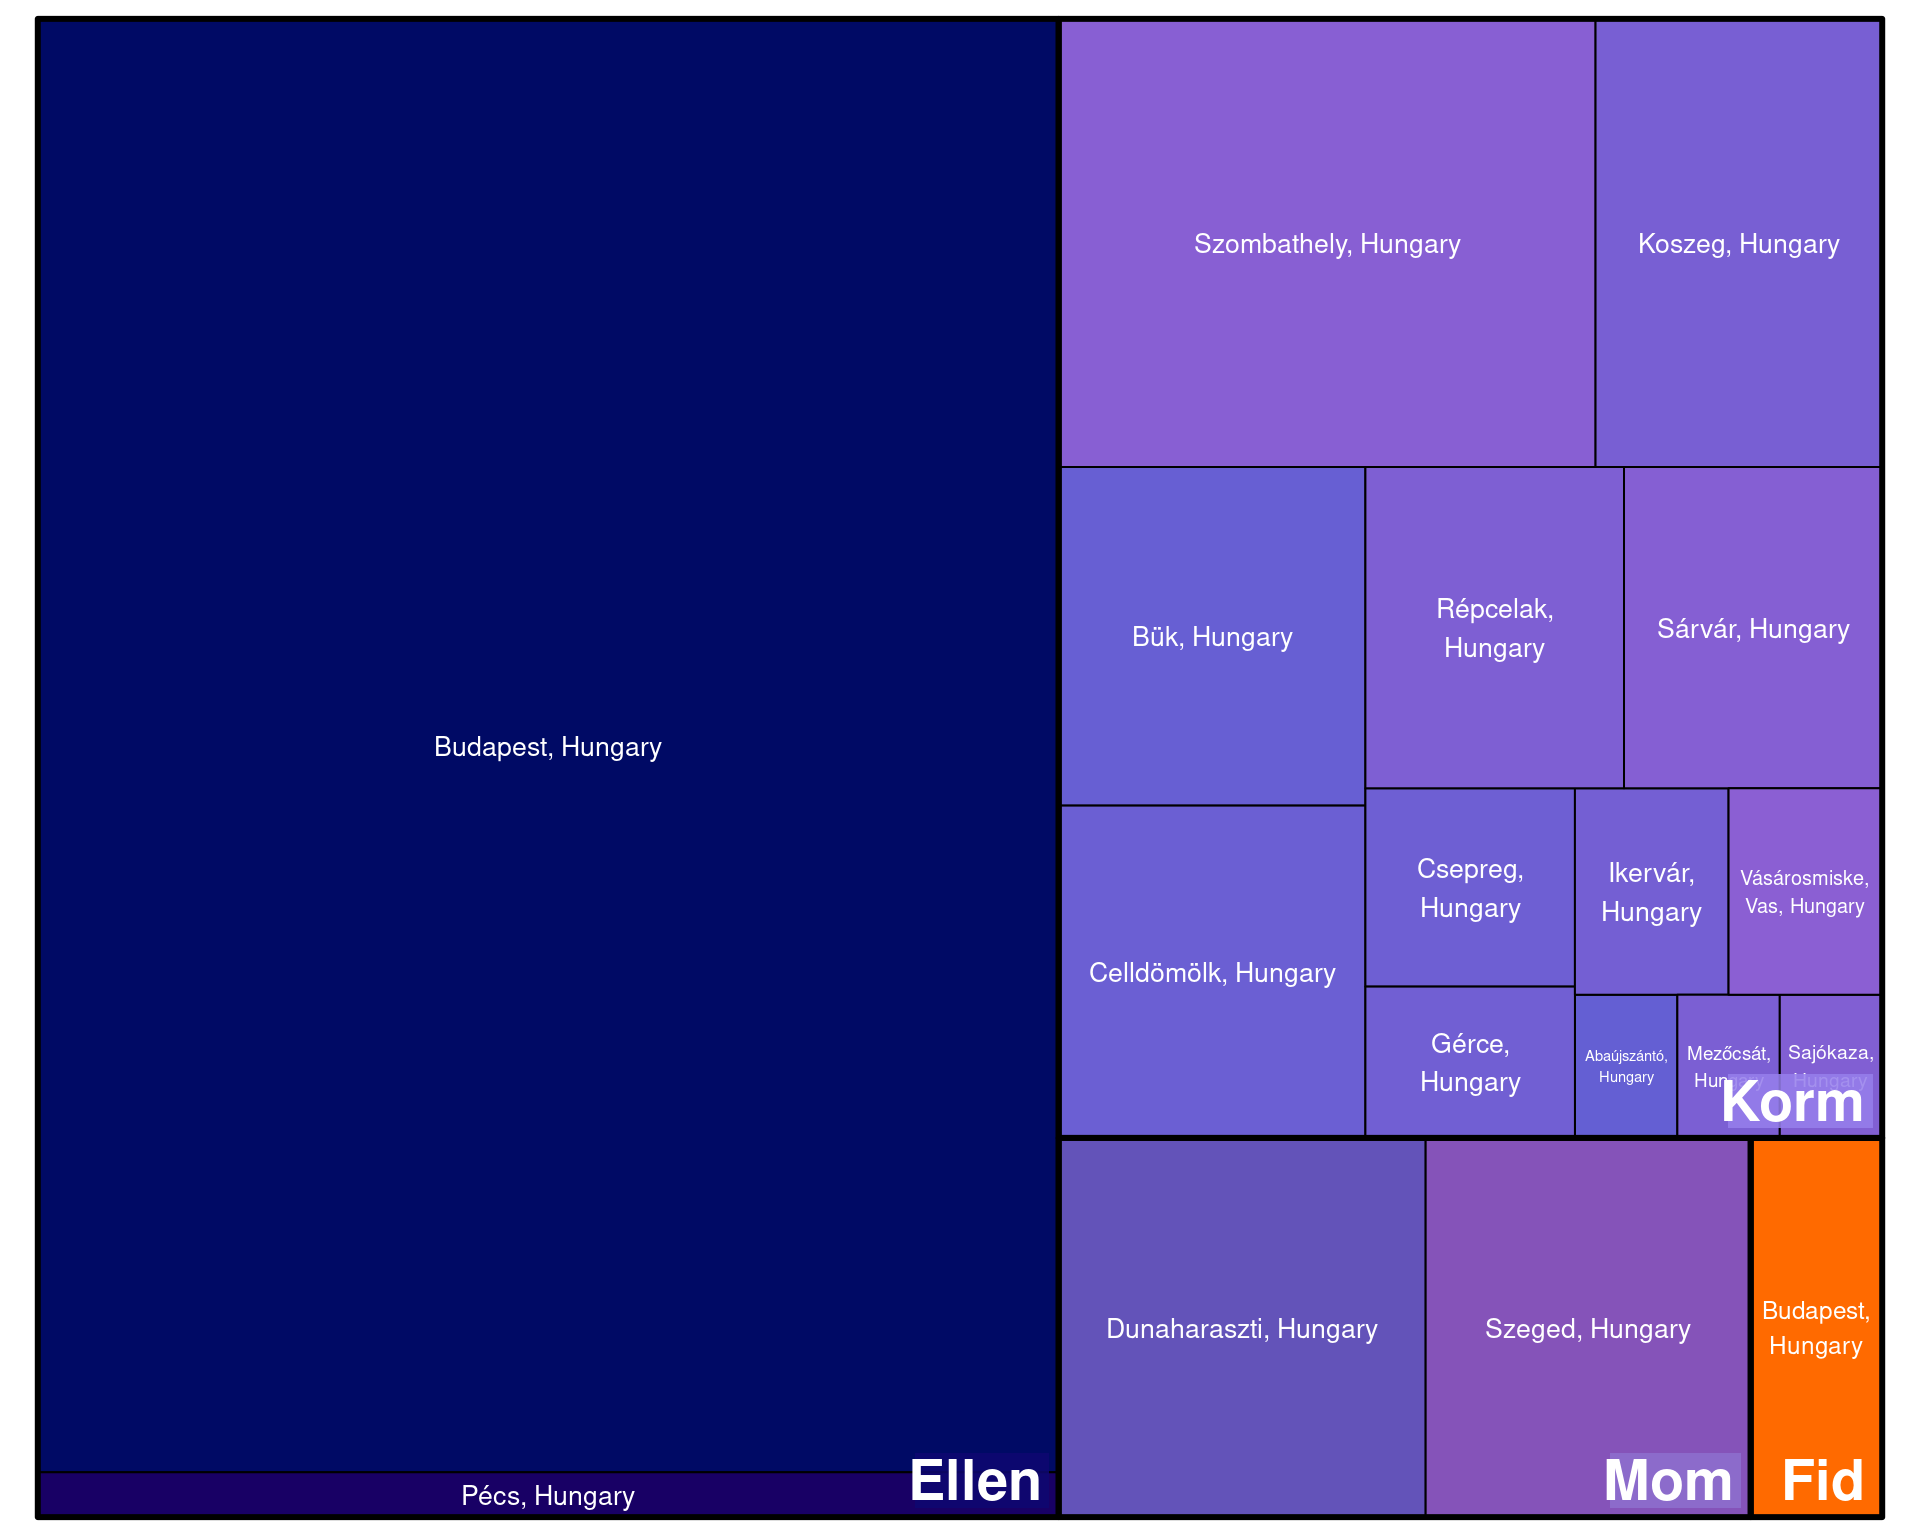 Budapest, Hungary
Pécs, Hungary
Ellen
Szombathely, Hungary
Koszeg, Hungary
Bük, Hungary
Répcelak,
Hungary
Sárvár, Hungary
Celldömölk, Hungary
Csepreg,
Hungary
Ikervár,
Hungary
Vásárosmiske,
Vas, Hungary
Gérce,
Hungary
Abaújszántó,
Hungary
Mezőcsát,
Hungary
Sajókaza,
Hungary
Korm
Dunaharaszti, Hungary
Szeged, Hungary
Mom
Budapest,
Hungary
Fid